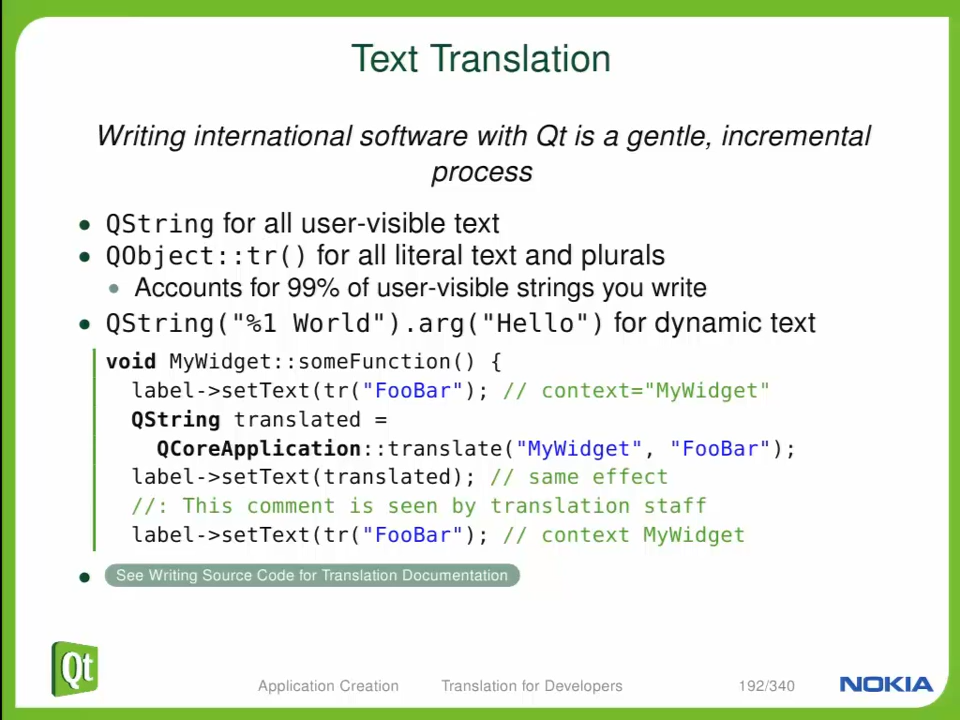 Text Translation
Writing international software with Qt is a gentle, incremental
process
• QString for all user-visible text
• QObject::tr() for all literal text and plurals
• Accounts for 99% of user-visible strings you write
• QString("%1 World").arg("Hello") for dynamic text
void MyWidget::someFunction() {
label->setText(tr("FooBar"); // context="MyWidget"
QString translated =
QCoreApplication::translate("MyWidget", "FooBar");
label->setText(translated); // same effect
//: This comment is seen by translation staff
label->setText(tr("FooBar"); // context MyWidget
• See Writing Source Code for Translation Documentation
Qt
Application Creation Translation for Developers 192/340 NOKIA